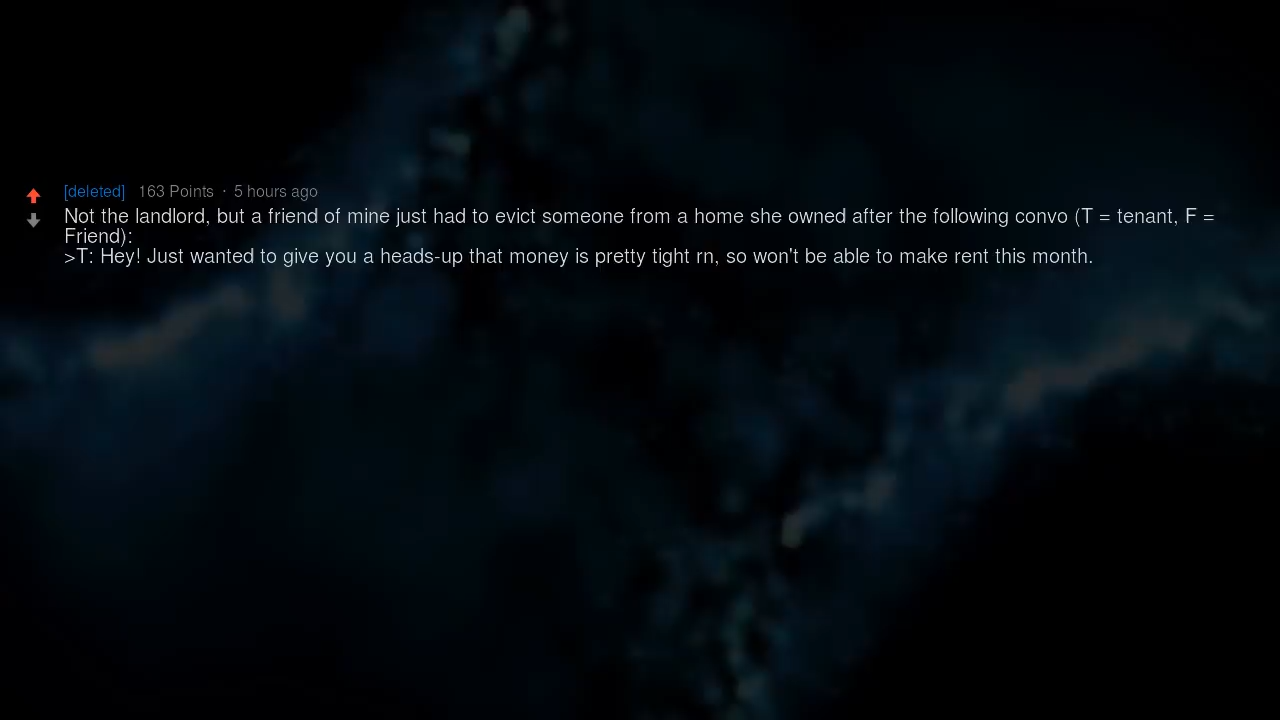 [deleted] 163 Points · 5 hours ago
Not the landlord, but a friend of mine just had to evict someone from a home she owned after the following convo (T = tenant, F =
Friend):
>T: Hey! Just wanted to give you a heads-up that money is pretty tight rn, so won't be able to make rent this month.